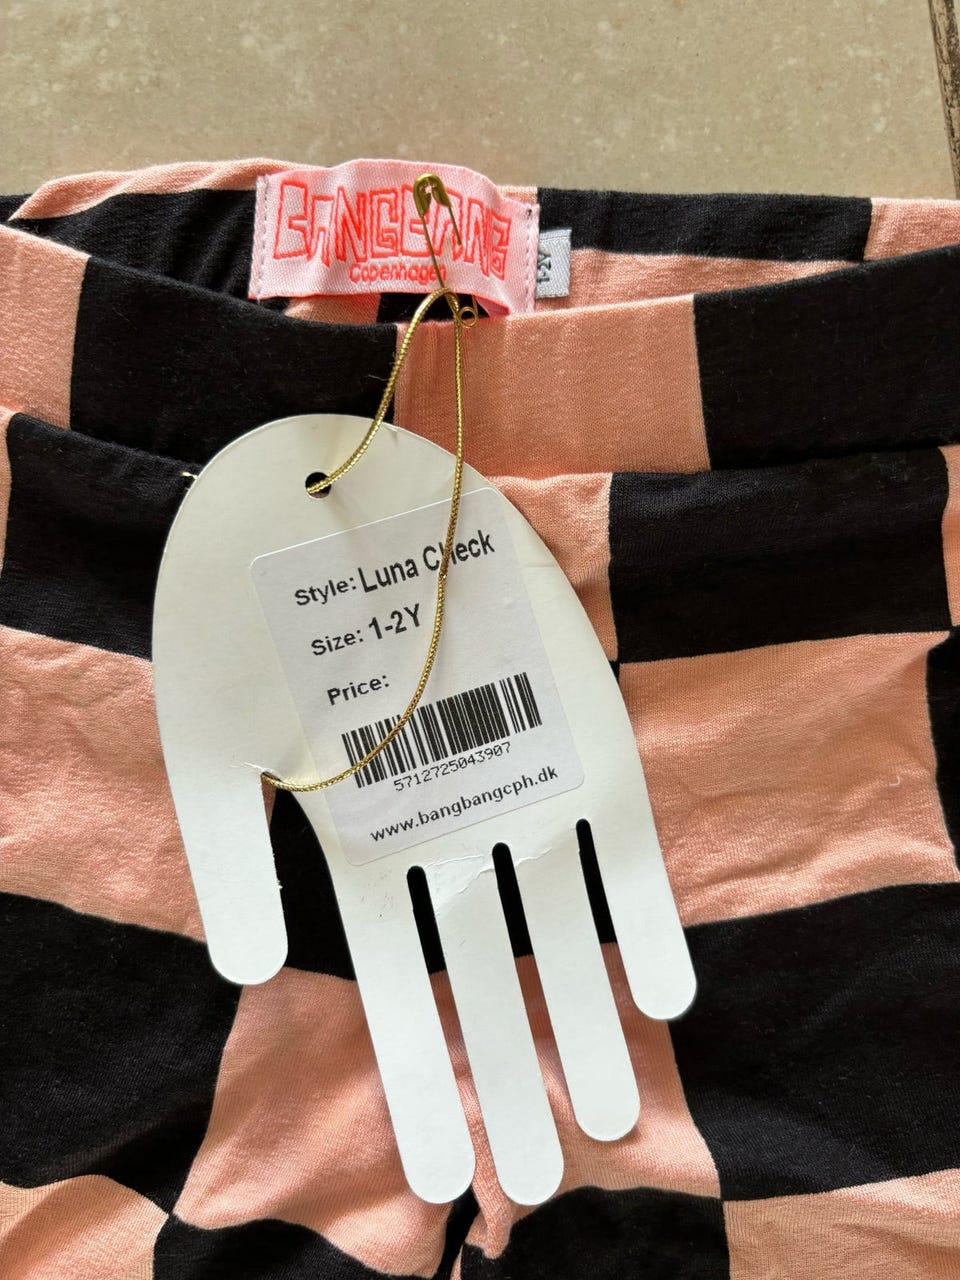 BANGBANG
Copenhagen
1-2Y
Style: Luna Check
Size: 1-2Y
Price:
5712725043907
www.bangbangcph.dk